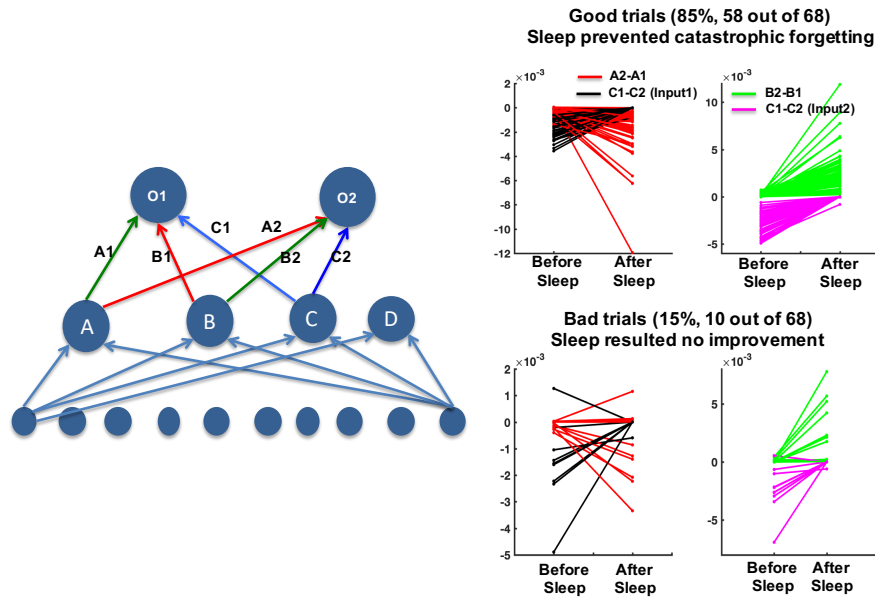 Good trials (85%, 58 out of 68)
Sleep prevented catastrophic forgetting
×10⁻³
2
0
-2
-4
-6
-8
-10
-12
A2-A1
C1-C2 (Input1)
Before
Sleep
After
Sleep
×10⁻³
10
5
0
-5
B2-B1
C1-C2 (Input2)
Before
Sleep
After
Sleep
O1
O2
A1
B1
C1
A2
B2
C2
A
B
C
D
Bad trials (15%, 10 out of 68)
Sleep resulted no improvement
×10⁻³
2
1
0
-1
-2
-3
-4
-5
Before
Sleep
After
Sleep
×10⁻³
5
0
-5
Before
Sleep
After
Sleep